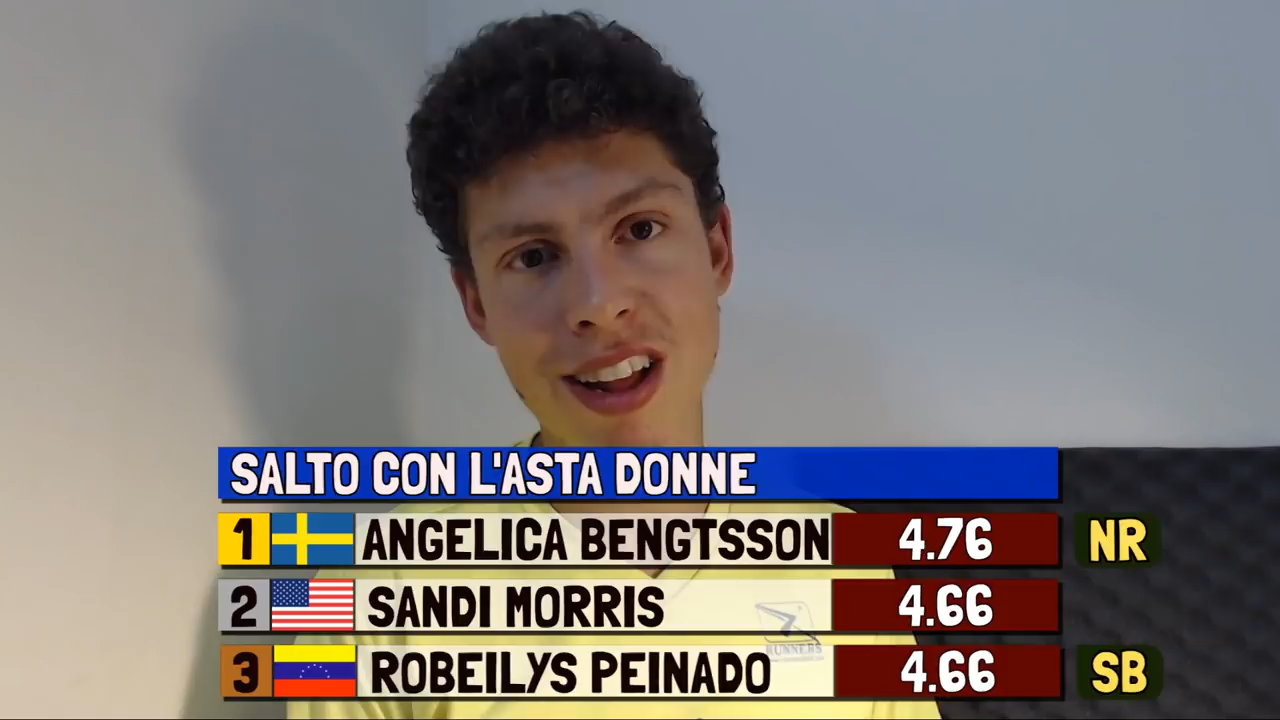 SALTO CON L'ASTA DONNE
1 ANGELICA BENGTSSON 4.76 NR
2 SANDI MORRIS 4.66
3 ROBEILYS PEINADO 4.66 SB
RUNNERS